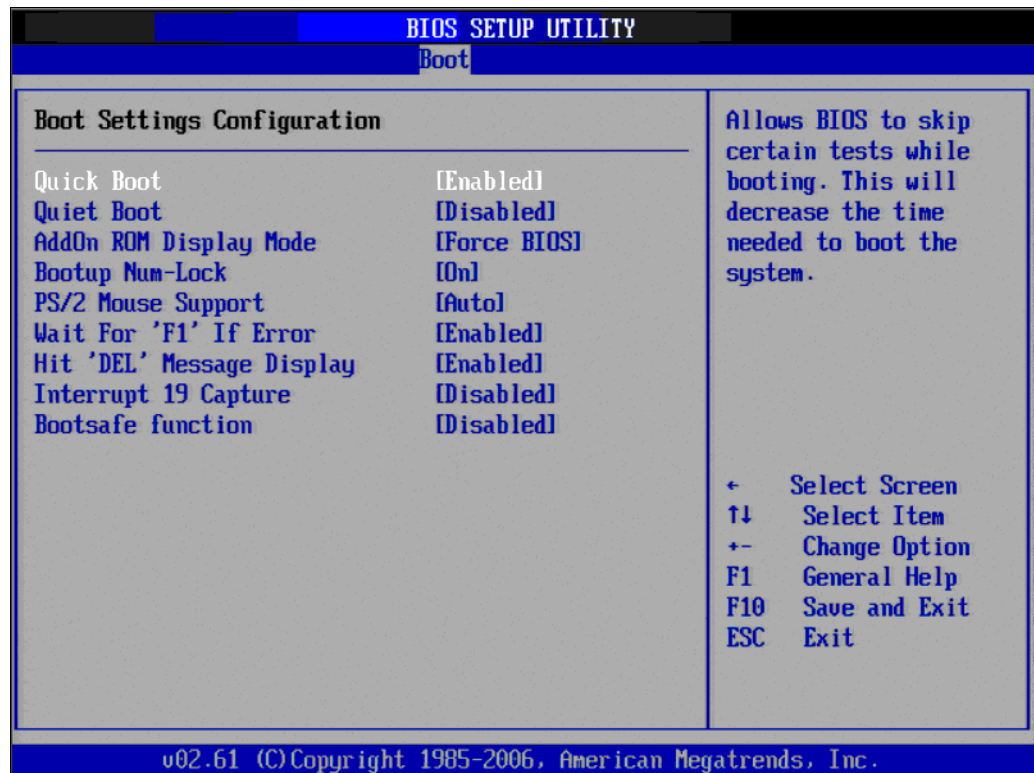 BIOS SETUP UTILITY
Boot
Boot Settings Configuration
Quick Boot [Enabled]
Quiet Boot [Disabled]
AddOn ROM Display Mode [Force BIOS]
Bootup Num-Lock [On]
PS/2 Mouse Support [Auto]
Wait For 'F1' If Error [Enabled]
Hit 'DEL' Message Display [Enabled]
Interrupt 19 Capture [Disabled]
Bootsafe function [Disabled]
Allows BIOS to skip
certain tests while
booting. This will
decrease the time
needed to boot the
system.
← Select Screen
↑↓ Select Item
+- Change Option
F1 General Help
F10 Save and Exit
ESC Exit
v02.61 (C)Copyright 1985-2006, American Megatrends, Inc.